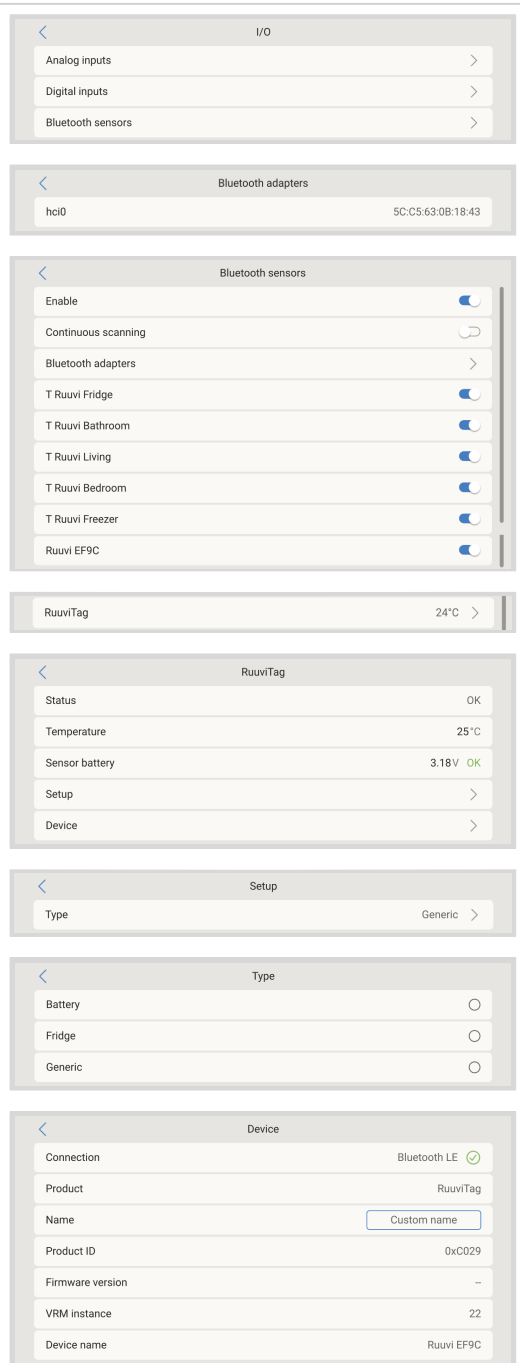 I/O
Analog inputs
Digital inputs
Bluetooth sensors
Bluetooth adapters
hci0 5C:C5:63:0B:18:43
Bluetooth sensors
Enable
Continuous scanning
Bluetooth adapters
T Ruuvi Fridge
T Ruuvi Bathroom
T Ruuvi Living
T Ruuvi Bedroom
T Ruuvi Freezer
Ruuvi EF9C
RuuviTag 24°C
RuuviTag
Status OK
Temperature 25°C
Sensor battery 3.18V OK
Setup
Device
Setup
Type Generic
Type
Battery
Fridge
Generic
Device
Connection Bluetooth LE
Product RuuviTag
Name Custom name
Product ID 0xC029
Firmware version –
VRM instance 22
Device name Ruuvi EF9C